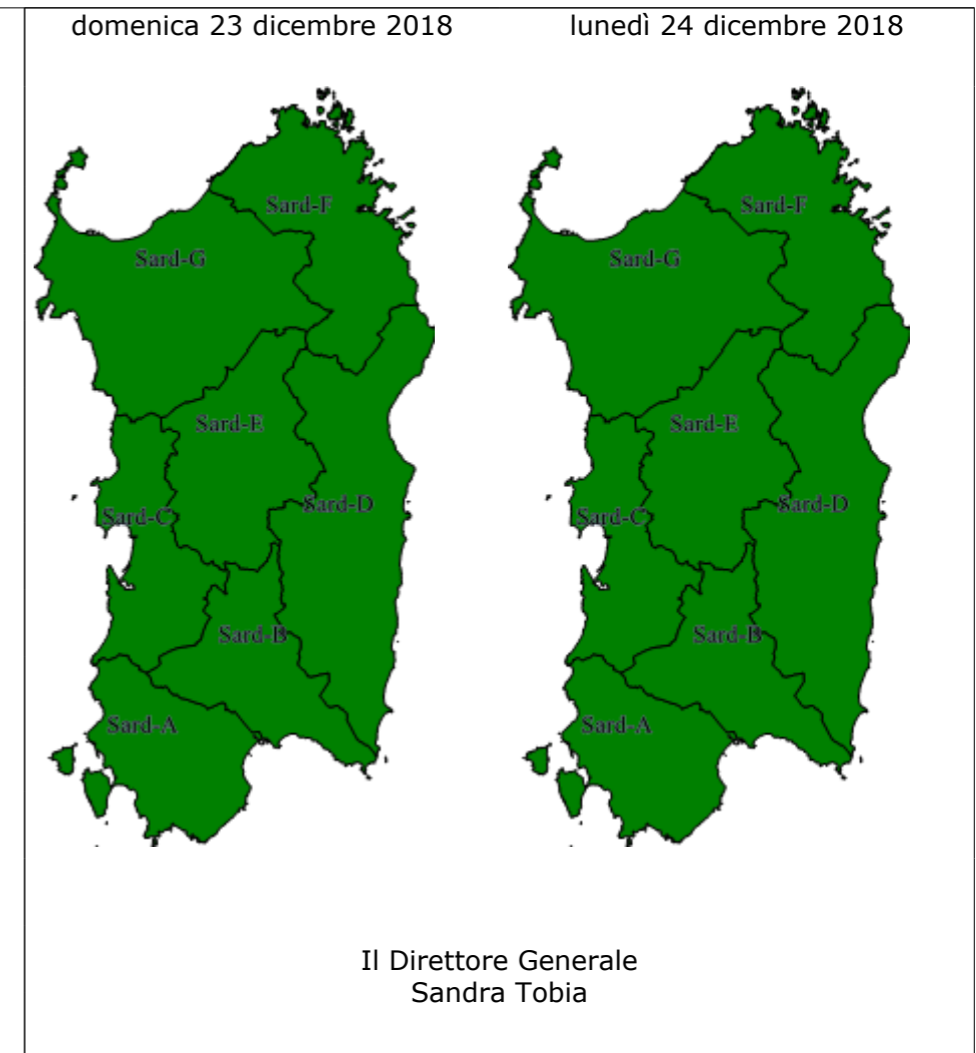 domenica 23 dicembre 2018
lunedì 24 dicembre 2018
Sard-F
Sard-G
Sard-E
Sard-D
Sard-C
Sard-B
Sard-A
Sard-F
Sard-G
Sard-E
Sard-D
Sard-C
Sard-B
Sard-A
Il Direttore Generale
Sandra Tobia